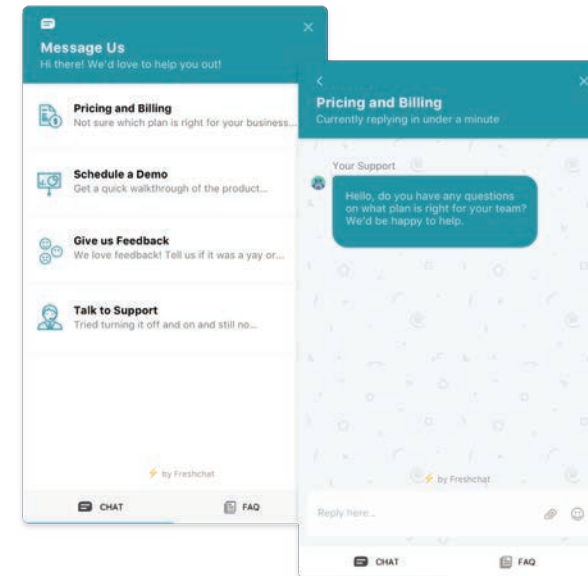 Message Us
Hi there! We'd love to help you out!
Pricing and Billing
Not sure which plan is right for your business...
Schedule a Demo
Get a quick walkthrough of the product...
Give us Feedback
We love feedback! Tell us if it was a yay or...
Talk to Support
Tried turning it off and on and still no...
⚡ by Freshchat
CHAT
FAQ
Pricing and Billing
Currently replying in under a minute
Your Support
Hello, do you have any questions
on what plan is right for your team?
We'd be happy to help.
⚡ by Freshchat
Reply here...
CHAT
FAQ